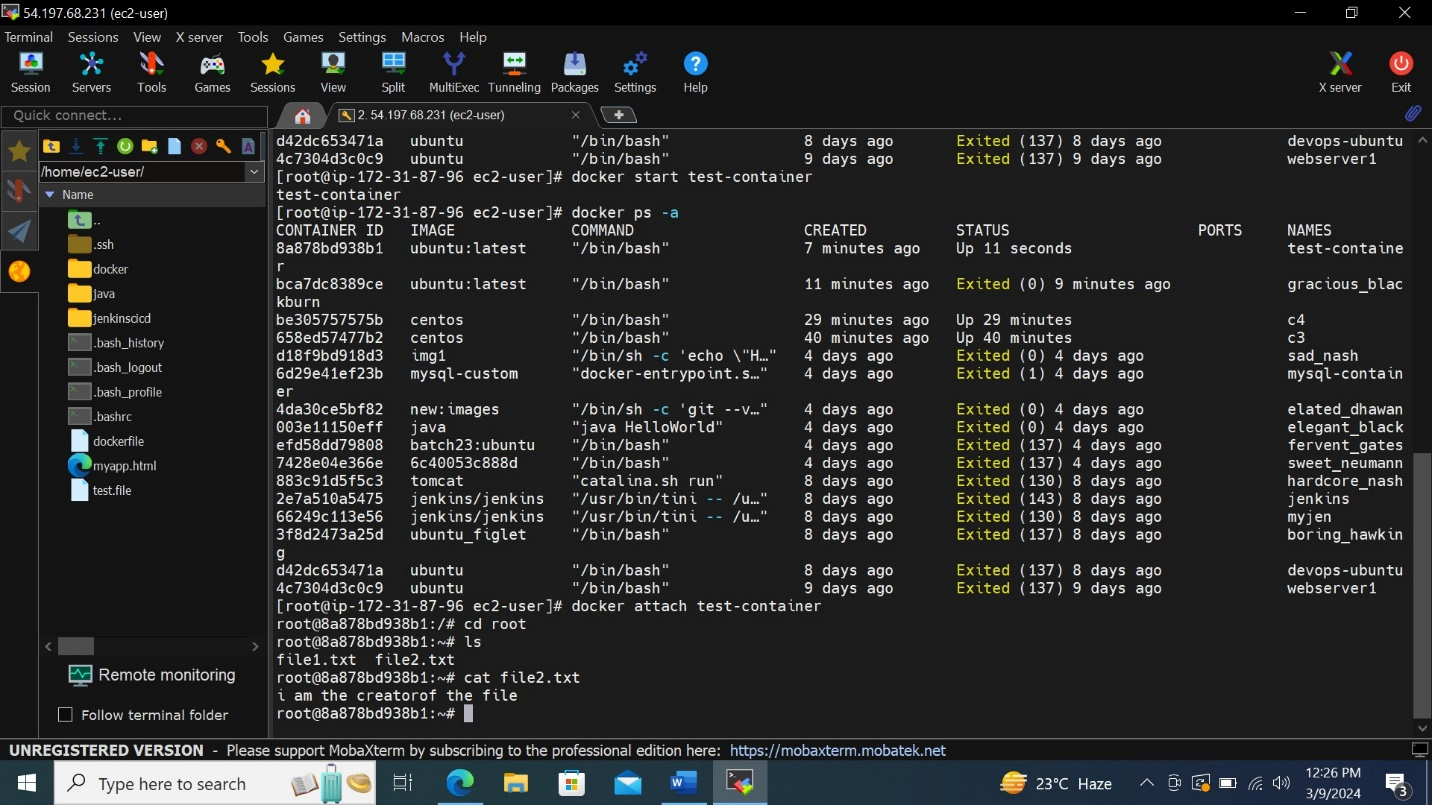 54.197.68.231 (ec2-user)
Terminal Sessions View X server Tools Games Settings Macros Help
Session Servers Tools Games Sessions View Split MultiExec Tunneling Packages Settings Help X server Exit
Quick connect...
2. 54.197.68.231 (ec2-user)
/home/ec2-user/
Name
..
.ssh
docker
java
jenkinscicd
.bash_history
.bash_logout
.bash_profile
.bashrc
dockerfile
myapp.html
test.file
Remote monitoring
Follow terminal folder
d42dc653471a ubuntu "/bin/bash" 8 days ago Exited (137) 8 days ago devops-ubuntu
4c7304d3c0c9 ubuntu "/bin/bash" 9 days ago Exited (137) 9 days ago webserver1
[root@ip-172-31-87-96 ec2-user]# docker start test-container
test-container
[root@ip-172-31-87-96 ec2-user]# docker ps -a
CONTAINER ID IMAGE COMMAND CREATED STATUS PORTS NAMES
8a878bd938b1 ubuntu:latest "/bin/bash" 7 minutes ago Up 11 seconds test-containe
r
bca7dc8389ce ubuntu:latest "/bin/bash" 11 minutes ago Exited (0) 9 minutes ago gracious_blac
kburn
be305757575b centos "/bin/bash" 29 minutes ago Up 29 minutes c4
658ed57477b2 centos "/bin/bash" 40 minutes ago Up 40 minutes c3
d18f9bd918d3 img1 "/bin/sh -c 'echo \"H…" 4 days ago Exited (0) 4 days ago sad_nash
6d29e41ef23b mysql-custom "docker-entrypoint.s…" 4 days ago Exited (1) 4 days ago mysql-contain
er
4da30ce5bf82 new:images "/bin/sh -c 'git --v…" 4 days ago Exited (0) 4 days ago elated_dhawan
003e11150eff java "java HelloWorld" 4 days ago Exited (0) 4 days ago elegant_black
efd58dd79808 batch23:ubuntu "/bin/bash" 4 days ago Exited (137) 4 days ago fervent_gates
7428e04e366e 6c40053c888d "/bin/bash" 4 days ago Exited (137) 4 days ago sweet_neumann
883c91d5f5c3 tomcat "catalina.sh run" 8 days ago Exited (130) 8 days ago hardcore_nash
2e7a510a5475 jenkins/jenkins "/usr/bin/tini -- /u…" 8 days ago Exited (143) 8 days ago jenkins
66249c113e56 jenkins/jenkins "/usr/bin/tini -- /u…" 8 days ago Exited (130) 8 days ago myjen
3f8d2473a25d ubuntu_figlet "/bin/bash" 8 days ago Exited (137) 8 days ago boring_hawkin
g
d42dc653471a ubuntu "/bin/bash" 8 days ago Exited (137) 8 days ago devops-ubuntu
4c7304d3c0c9 ubuntu "/bin/bash" 9 days ago Exited (137) 9 days ago webserver1
[root@ip-172-31-87-96 ec2-user]# docker attach test-container
root@8a878bd938b1:/# cd root
root@8a878bd938b1:~# ls
file1.txt file2.txt
root@8a878bd938b1:~# cat file2.txt
i am the creatorof the file
root@8a878bd938b1:~#
UNREGISTERED VERSION - Please support MobaXterm by subscribing to the professional edition here: https://mobaxterm.mobatek.net
Type here to search
23°C Haze
12:26 PM
3/9/2024
3